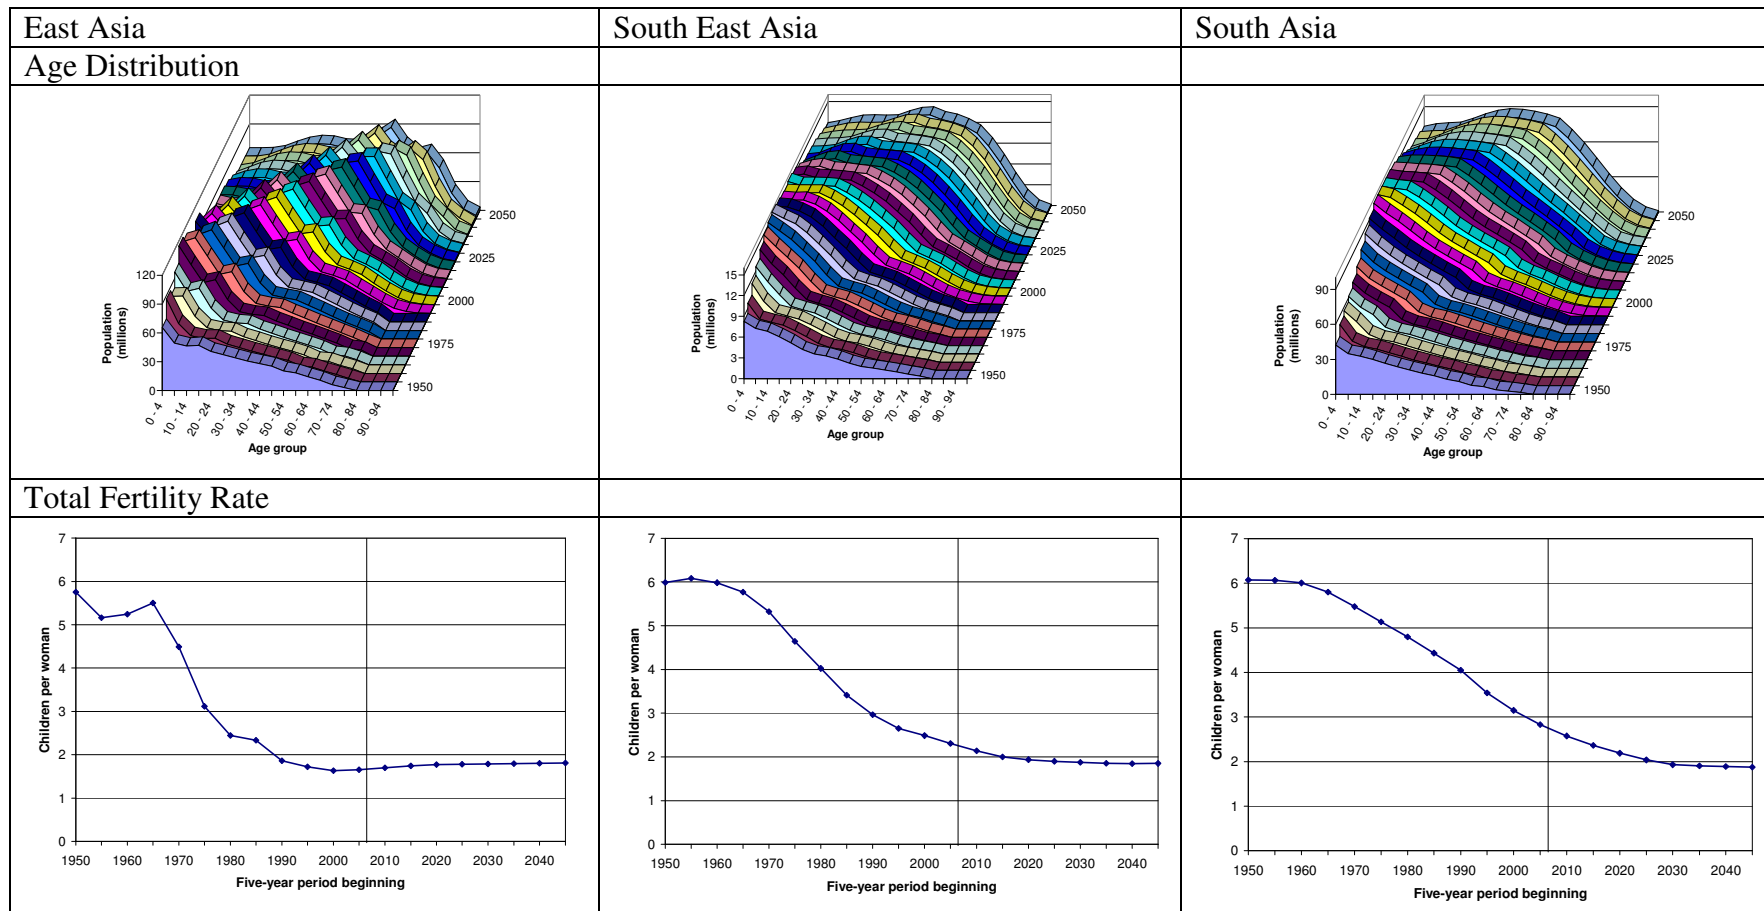 East Asia
South East Asia
South Asia
Age Distribution
120
90
60
30
0
Population
(millions)
0 - 4
10 - 14
20 - 24
30 - 34
40 - 44
50 - 54
60 - 64
70 - 74
80 - 84
90 - 94
Age group
1950
1975
2000
2025
2050
15
12
9
6
3
0
Population
(millions)
0 - 4
10 - 14
20 - 24
30 - 34
40 - 44
50 - 54
60 - 64
70 - 74
80 - 84
90 - 94
Age group
1950
1975
2000
2025
2050
90
60
30
0
Population
(millions)
0 - 4
10 - 14
20 - 24
30 - 34
40 - 44
50 - 54
60 - 64
70 - 74
80 - 84
90 - 94
Age group
1950
1975
2000
2025
2050
Total Fertility Rate
7
6
5
4
3
2
1
0
Children per woman
1950 1960 1970 1980 1990 2000 2010 2020 2030 2040
Five-year period beginning
7
6
5
4
3
2
1
0
Children per woman
1950 1960 1970 1980 1990 2000 2010 2020 2030 2040
Five-year period beginning
7
6
5
4
3
2
1
0
Children per woman
1950 1960 1970 1980 1990 2000 2010 2020 2030 2040
Five-year period beginning